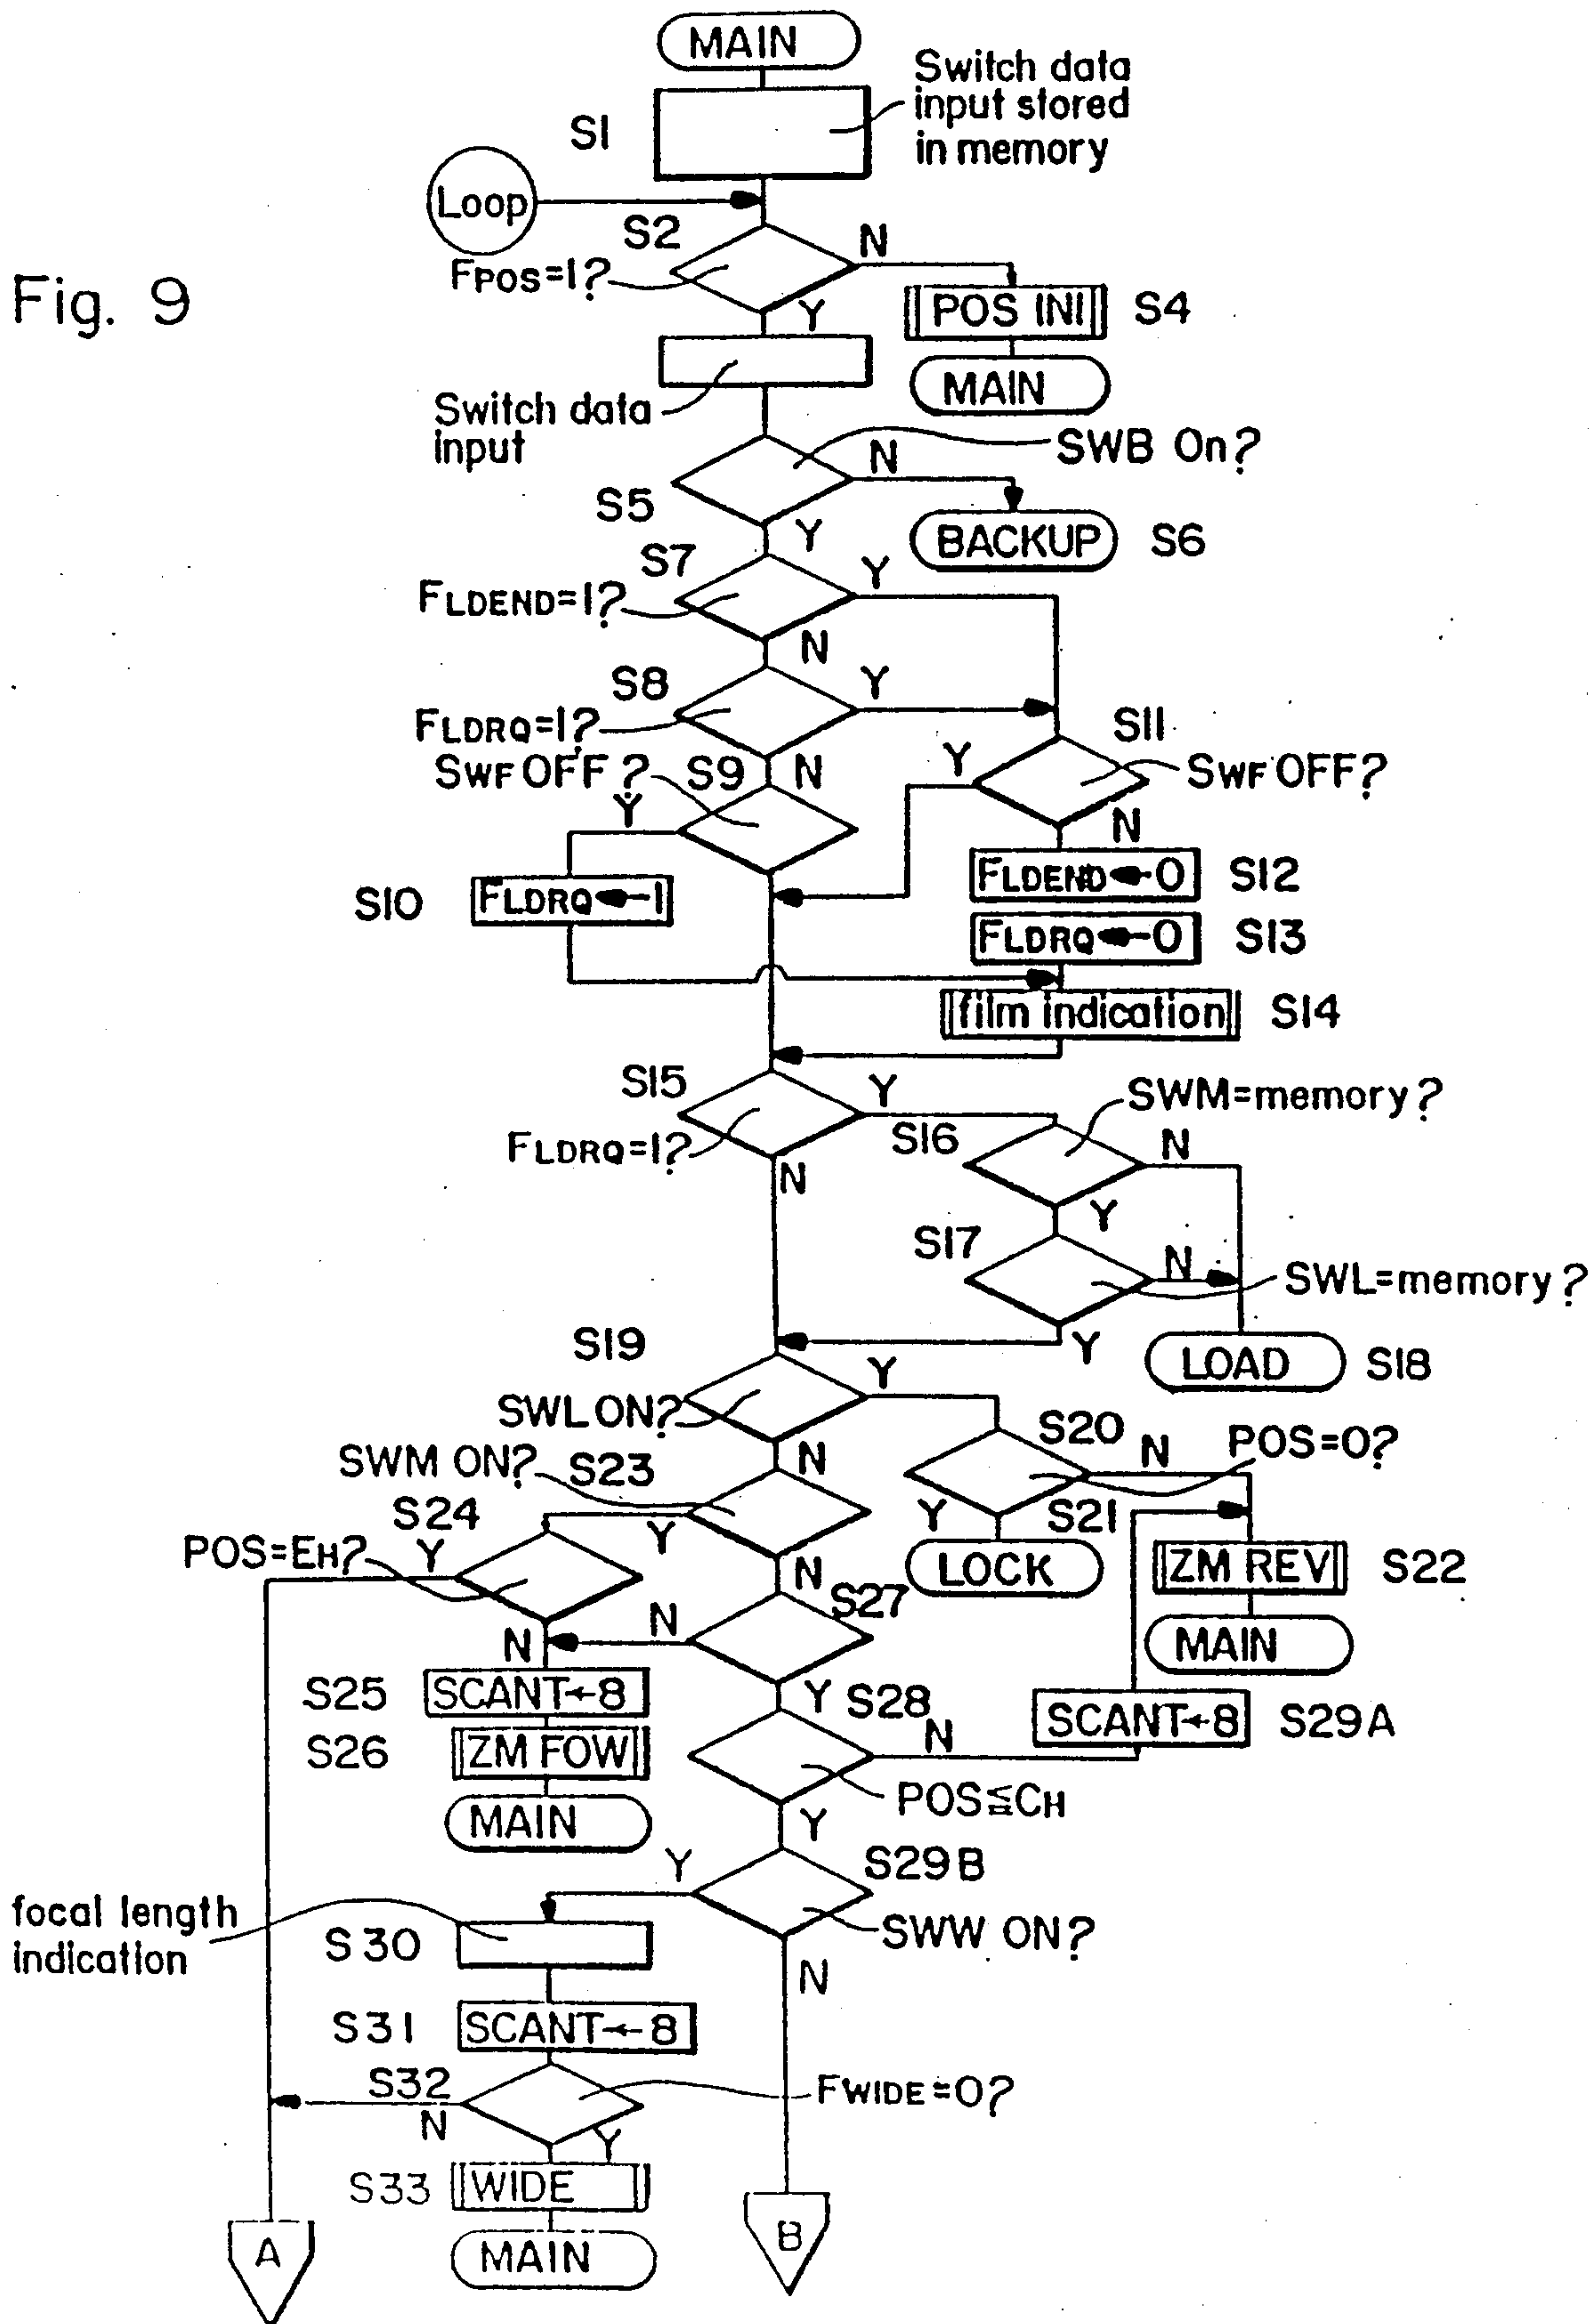 Fig. 9
MAIN
S1
Switch data
input stored
in memory
Loop
S2
FPOS=1?
N
Y
POS INI
S4
MAIN
Switch data
input
SWB On?
N
S5
Y
BACKUP
S6
S7
Y
FLDEND=1?
N
S8
Y
FLDRQ=1?
N
S11
SWF OFF?
S9
Y
Y
SWF OFF?
N
S10
FLDRQ←1
FLDEND←0
S12
FLDRQ←0
S13
film indication
S14
S15
Y
FLDRQ=1?
N
SWM=memory?
S16
N
Y
S17
N
SWL=memory?
Y
LOAD
S18
S19
Y
SWL ON?
N
S20
N
POS=0?
Y
S21
LOCK
ZM REV
S22
MAIN
SWM ON?
S23
Y
N
S24
POS=EH?
Y
N
S27
N
Y
S25
SCANT←8
S26
ZM FOW
MAIN
S28
N
SCANT←8
S29A
POS≦CH
Y
S29B
Y
SWW ON?
N
focal length
indication
S30
S31
SCANT←8
S32
FWIDE=0?
N
Y
S33
WIDE
MAIN
A
B